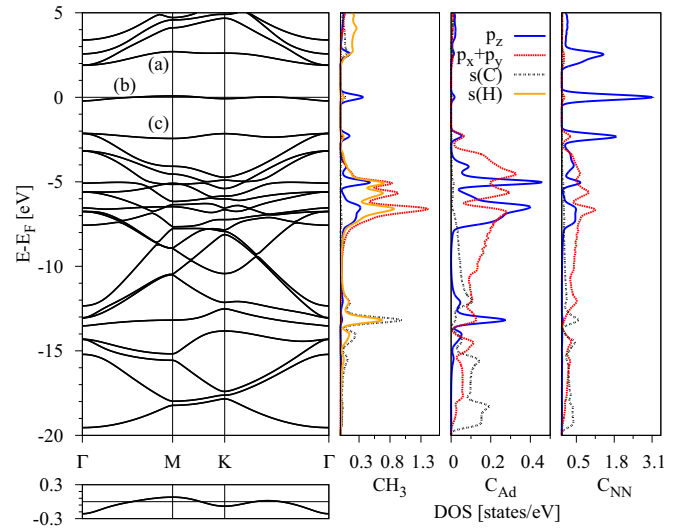 5
0
-5
-10
-15
-20
E-E_F [eV]
(a)
(b)
(c)
Γ M K Γ
0.3
-0.3
p_z
p_x+p_y
s(C)
s(H)
0.3 0.8 1.3
CH_3
0 0.2 0.4
C_Ad
0.5 1.8 3.1
C_NN
DOS [states/eV]